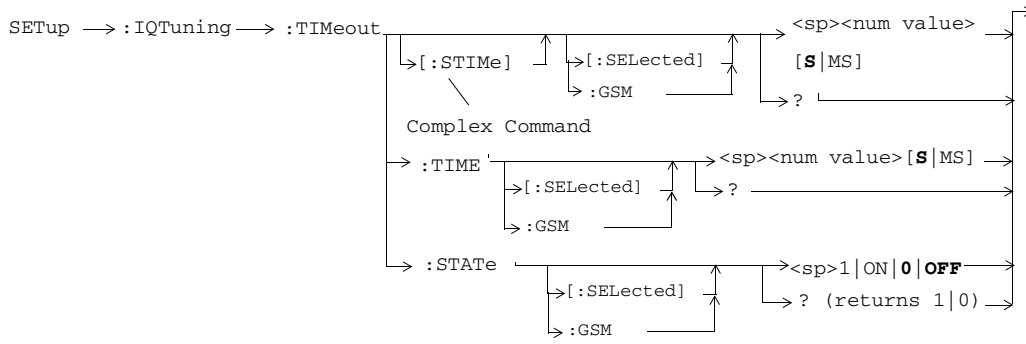 SETup :IQTuning :TIMeout <sp><num value>
[:STIMe] [:SELected] [S|MS]
:GSM ?
Complex Command
:TIME <sp><num value>[S|MS]
[:SELected] ?
:GSM
:STATe <sp>1|ON|0|OFF
[:SELected] ? (returns 1|0)
:GSM